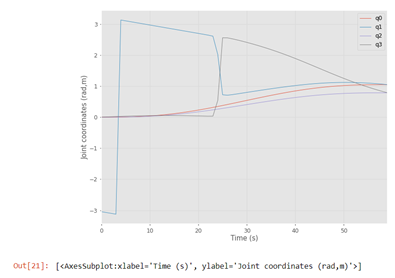 3
2
1
0
−1
−2
−3
Joint coordinates (rad,m)
q0
q1
q2
q3
0 10 20 30 40 50
Time (s)
Out[21]: [<AxesSubplot:xlabel='Time (s)', ylabel='Joint coordinates (rad,m)'>]